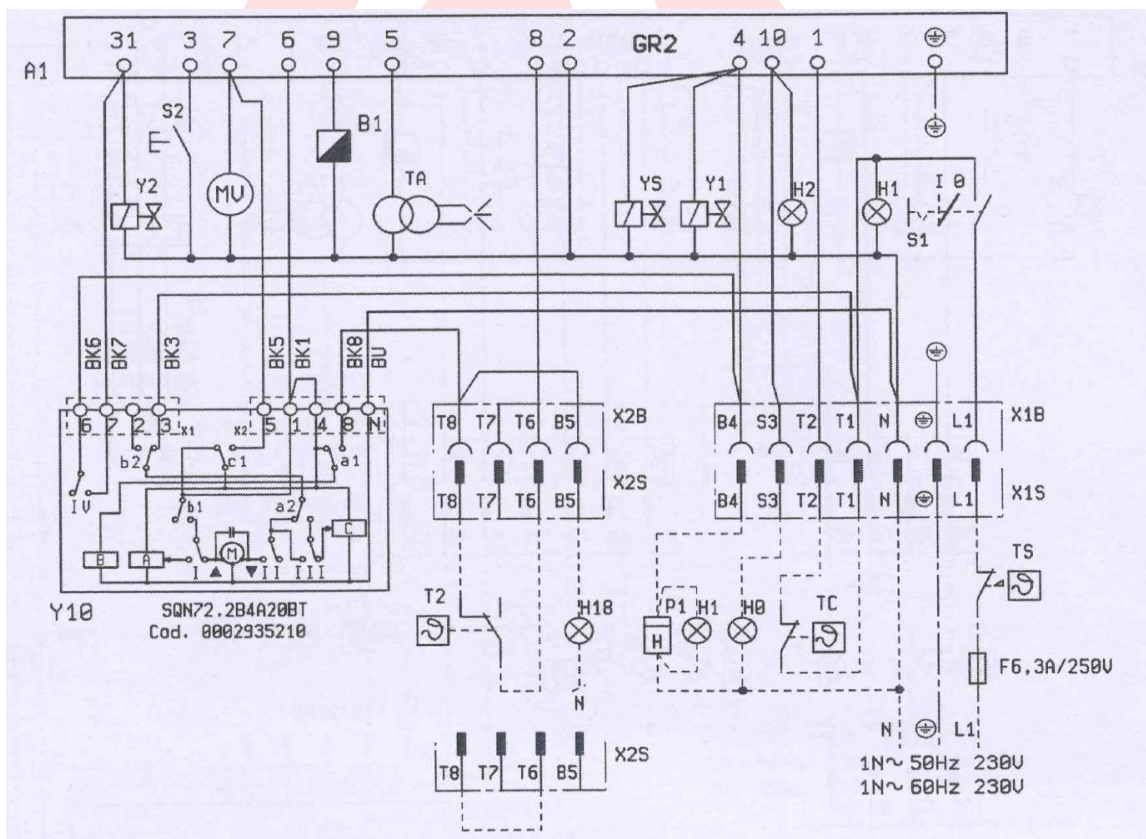 31 3 7 6 9 5 8 2 GR2 4 10 1
A1
S2
B1
Y2
MV
TA
YS Y1 H2 H1 I 0
S1
BK6 BK7 BK3 BK5 BK1 BK8 BU
6 7 2 3 X1 X2 5 1 4 8 N
b2 c1 a1
IV b1 a2
B A M C
I II III
Y10
SQN72.2B4A20BT
Cod. 0002935210
T8 T7 T6 B5 X2B
X2S
T8 T7 T6 B5
B4 S3 T2 T1 N L1 X1B
X1S
B4 S3 T2 T1 N L1
TS
T2 H18 P1 H1 H0 TC
H
F6,3A/250V
N
X2S
T8 T7 T6 B5
N L1
1N~ 50Hz 230V
1N~ 60Hz 230V